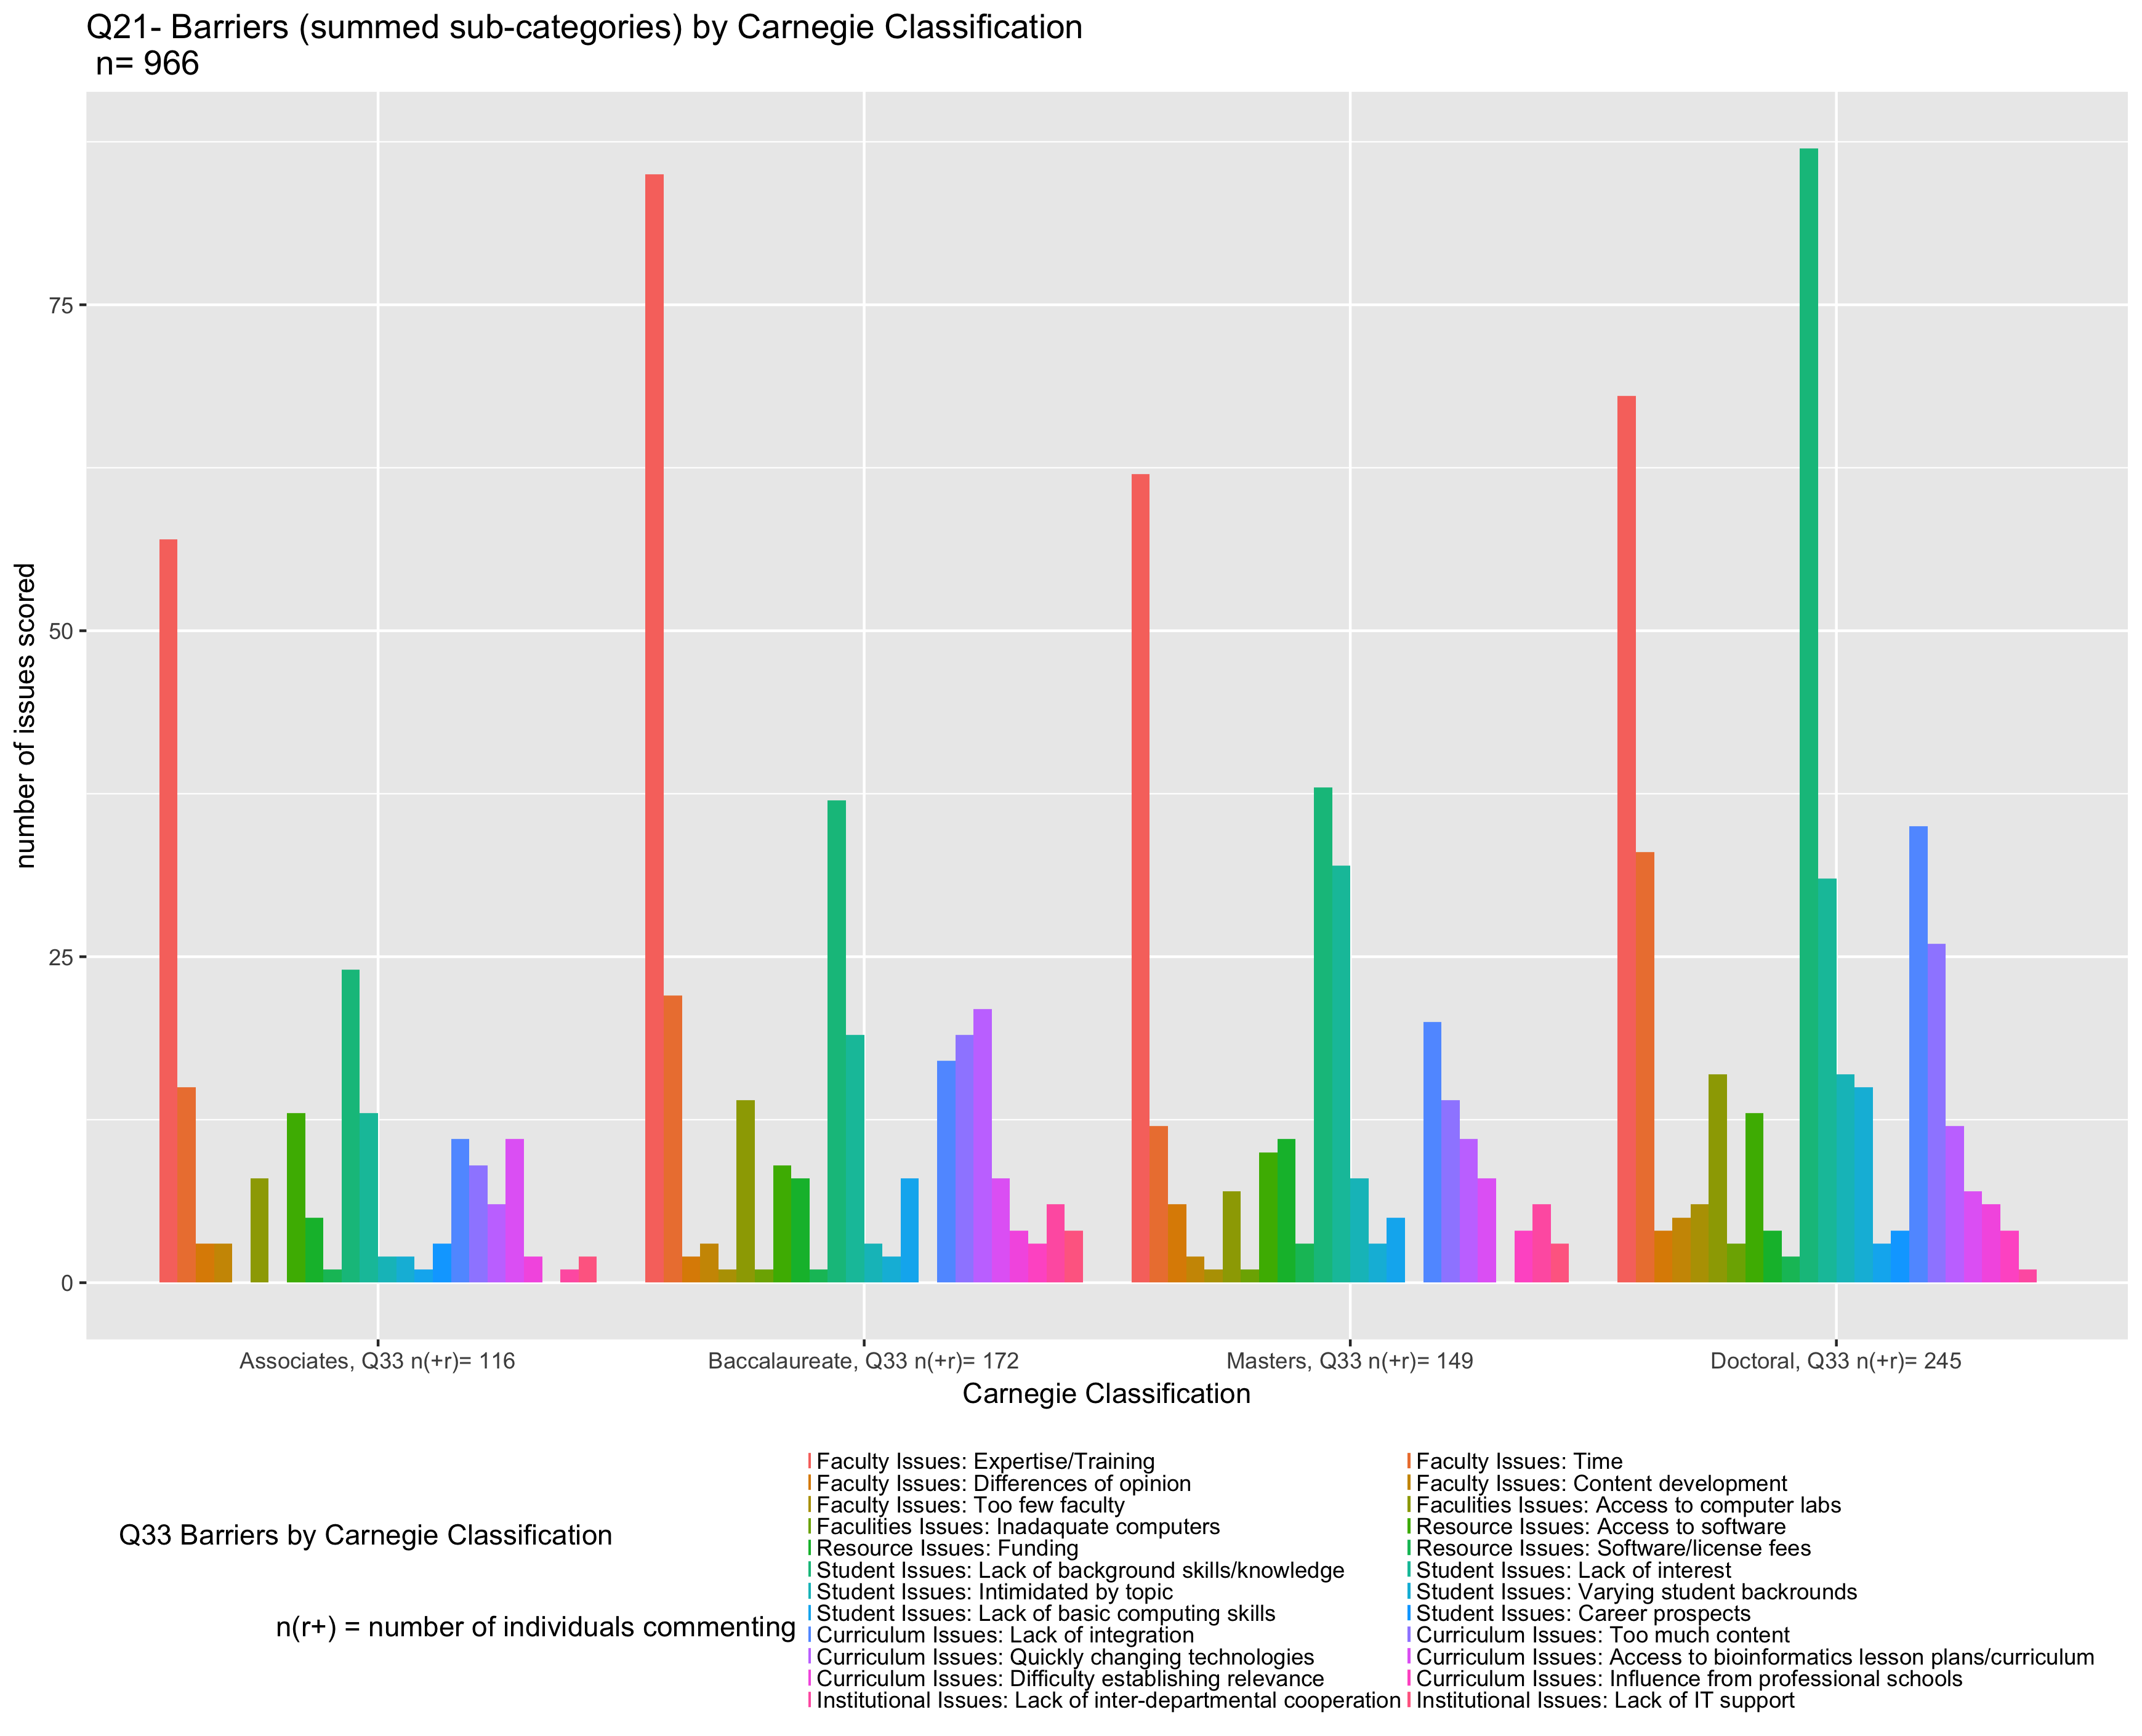 Q21- Barriers (summed sub-categories) by Carnegie Classification
n= 966
number of issues scored
75
50
25
0
Associates, Q33 n(+r)= 116
Baccalaureate, Q33 n(+r)= 172
Masters, Q33 n(+r)= 149
Doctoral, Q33 n(+r)= 245
Carnegie Classification
Q33 Barriers by Carnegie Classification
n(r+) = number of individuals commenting
Faculty Issues: Expertise/Training
Faculty Issues: Time
Faculty Issues: Differences of opinion
Faculty Issues: Content development
Faculty Issues: Too few faculty
Faculities Issues: Access to computer labs
Faculities Issues: Inadaquate computers
Resource Issues: Access to software
Resource Issues: Funding
Resource Issues: Software/license fees
Student Issues: Lack of background skills/knowledge
Student Issues: Lack of interest
Student Issues: Intimidated by topic
Student Issues: Varying student backrounds
Student Issues: Lack of basic computing skills
Student Issues: Career prospects
Curriculum Issues: Lack of integration
Curriculum Issues: Too much content
Curriculum Issues: Quickly changing technologies
Curriculum Issues: Access to bioinformatics lesson plans/curriculum
Curriculum Issues: Difficulty establishing relevance
Curriculum Issues: Influence from professional schools
Institutional Issues: Lack of inter-departmental cooperation
Institutional Issues: Lack of IT support